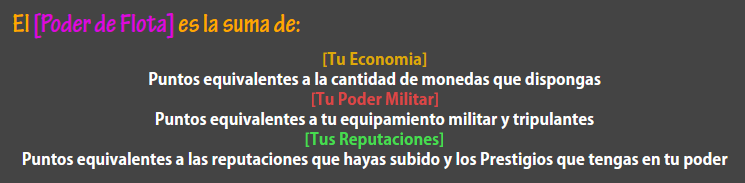 El [Poder de Flota] es la suma de:
[Tu Economia]
Puntos equivalentes a la cantidad de monedas que dispongas
[Tu Poder Militar]
Puntos equivalentes a tu equipamiento militar y tripulantes
[Tus Reputaciones]
Puntos equivalentes a las reputaciones que hayas subido y los Prestigios que tengas en tu poder